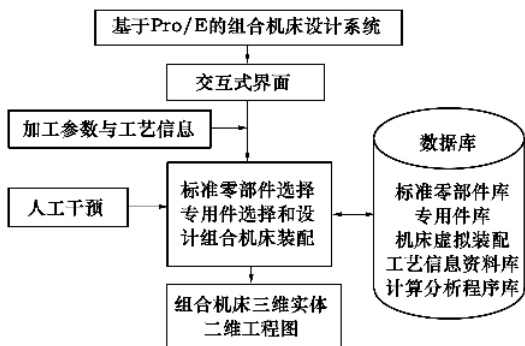 基于Pro/E的组合机床设计系统
交互式界面
加工参数与工艺信息
人工干预
标准零部件选择
专用件选择和设
计组合机床装配
数据库
标准零部件库
专用件库
机床虚拟装配
工艺信息资料库
计算分析程序库
组合机床三维实体
二维工程图